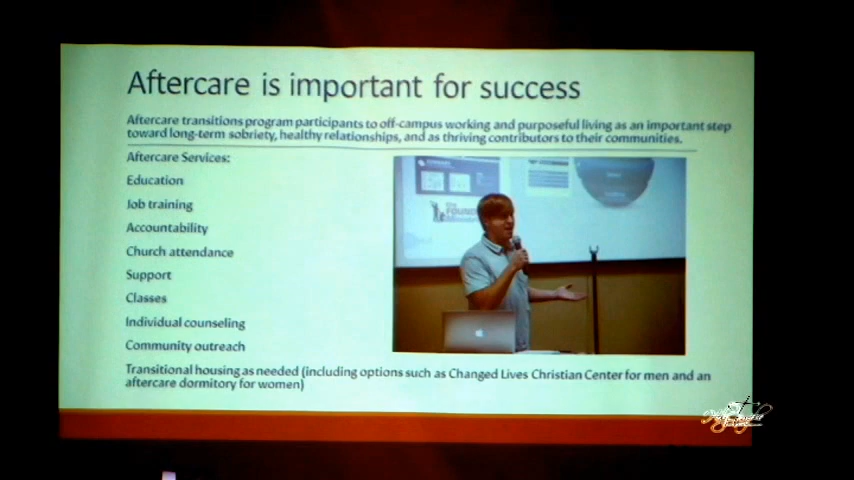 Aftercare is important for success
Aftercare transitions program participants to off-campus working and purposeful living as an important step
toward long-term sobriety, healthy relationships, and as thriving contributors to their communities.
Aftercare Services:
Education
Job training
Accountability
Church attendance
Support
Classes
Individual counseling
Community outreach
Transitional housing as needed (including options such as Changed Lives Christian Center for men and an
aftercare dormitory for women)